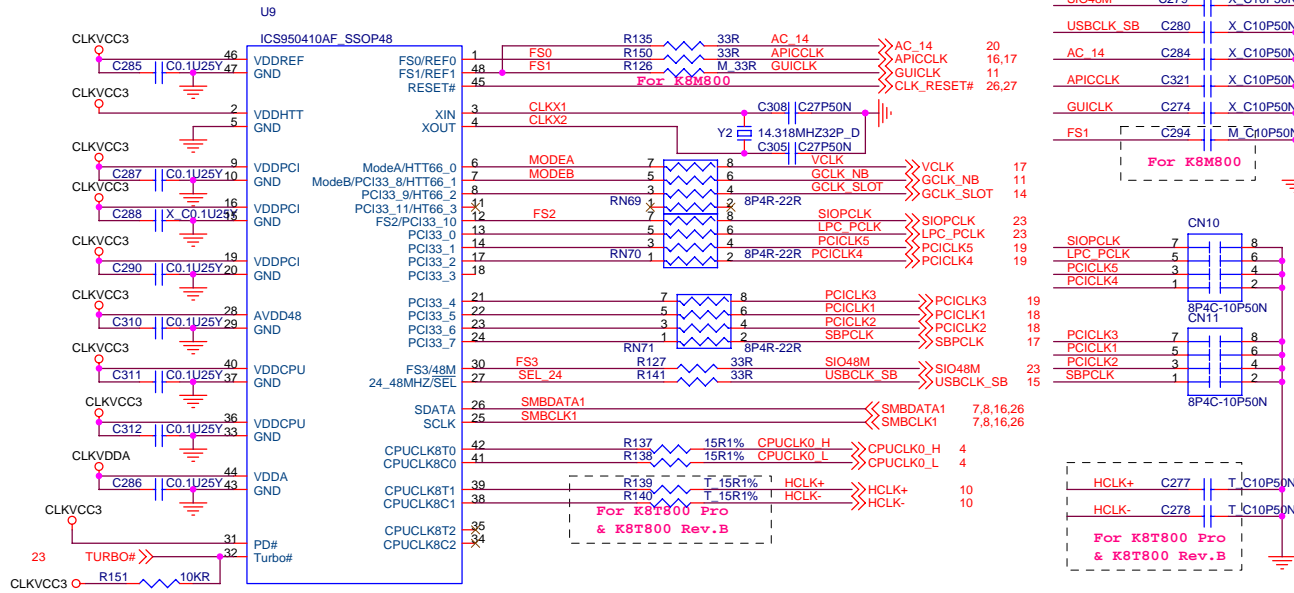 U9
ICS950410AF_SSOP48
CLKVCC3
C285 C0.1U25Y
46 VDDREF
47 GND
CLKVCC3
2 VDDHTT
5 GND
CLKVCC3
C287 C0.1U25Y
9 VDDPCI
10 GND
CLKVCC3
C288 X_C0.1U25Y
16 VDDPCI
15 GND
CLKVCC3
C290 C0.1U25Y
19 VDDPCI
20 GND
CLKVCC3
C310 C0.1U25Y
28 AVDD48
29 GND
CLKVCC3
C311 C0.1U25Y
40 VDDCPU
37 GND
CLKVCC3
C312 C0.1U25Y
36 VDDCPU
33 GND
CLKVDDA
C286 C0.1U25Y
44 VDDA
43 GND
CLKVCC3
31 PD#
23 TURBO# 32 Turbo#
CLKVCC3 R151 10KR
FS0/REF0 1 FS0 R135 33R AC_14 AC_14 20
R150 33R APICCLK APICCLK 16,17
FS1/REF1 48 FS1 R126 M_33R GUICLK GUICLK 11
RESET# 45 CLK_RESET# 26,27
For K8M800
XIN 3 CLKX1 C308 C27P50N
XOUT 4 CLKX2
Y2 14.318MHZ32P_D
C305 C27P50N
ModeA/HTT66_0 6 MODEA 7 8 VCLK VCLK 17
ModeB/PCI33_8/HTT66_1 7 MODEB 5 6 GCLK_NB GCLK_NB 11
PCI33_9/HT66_2 8 3 4 GCLK_SLOT GCLK_SLOT 14
PCI33_11/HT66_3 11 RN69 1 2 8P4R-22R
FS2/PCI33_10 12 FS2 7 8 SIOPCLK SIOPCLK 23
PCI33_0 13 5 6 LPC_PCLK LPC_PCLK 23
PCI33_1 14 3 4 PCICLK5 PCICLK5 19
PCI33_2 17 RN70 1 2 8P4R-22R PCICLK4 PCICLK4 19
PCI33_3 18
PCI33_4 21 7 8 PCICLK3 PCICLK3 19
PCI33_5 22 5 6 PCICLK1 PCICLK1 18
PCI33_6 23 3 4 PCICLK2 PCICLK2 18
PCI33_7 24 1 2 SBPCLK SBPCLK 17
RN71 8P4R-22R
FS3/48M 30 FS3 R127 33R SIO48M SIO48M 23
24_48MHZ/SEL 27 SEL_24 R141 33R USBCLK_SB USBCLK_SB 15
SDATA 26 SMBDATA1 SMBDATA1 7,8,16,26
SCLK 25 SMBCLK1 SMBCLK1 7,8,16,26
CPUCLK8T0 42 R137 15R1% CPUCLK0_H CPUCLK0_H 4
CPUCLK8C0 41 R138 15R1% CPUCLK0_L CPUCLK0_L 4
CPUCLK8T1 39 R139 T_15R1% HCLK+ HCLK+ 10
CPUCLK8C1 38 R140 T_15R1% HCLK- HCLK- 10
For K8T800 Pro
& K8T800 Rev.B
CPUCLK8T2 35
CPUCLK8C2 34
SIO48M C279 X_C10P50N
USBCLK_SB C280 X_C10P50N
AC_14 C284 X_C10P50N
APICCLK C321 X_C10P50N
GUICLK C274 X_C10P50N
FS1 C294 M_C10P50N
For K8M800
CN10
SIOPCLK 7 8
LPC_PCLK 5 6
PCICLK5 3 4
PCICLK4 1 2
8P4C-10P50N
CN11
PCICLK3 7 8
PCICLK1 5 6
PCICLK2 3 4
SBPCLK 1 2
8P4C-10P50N
HCLK+ C277 T_C10P50N
HCLK- C278 T_C10P50N
For K8T800 Pro
& K8T800 Rev.B